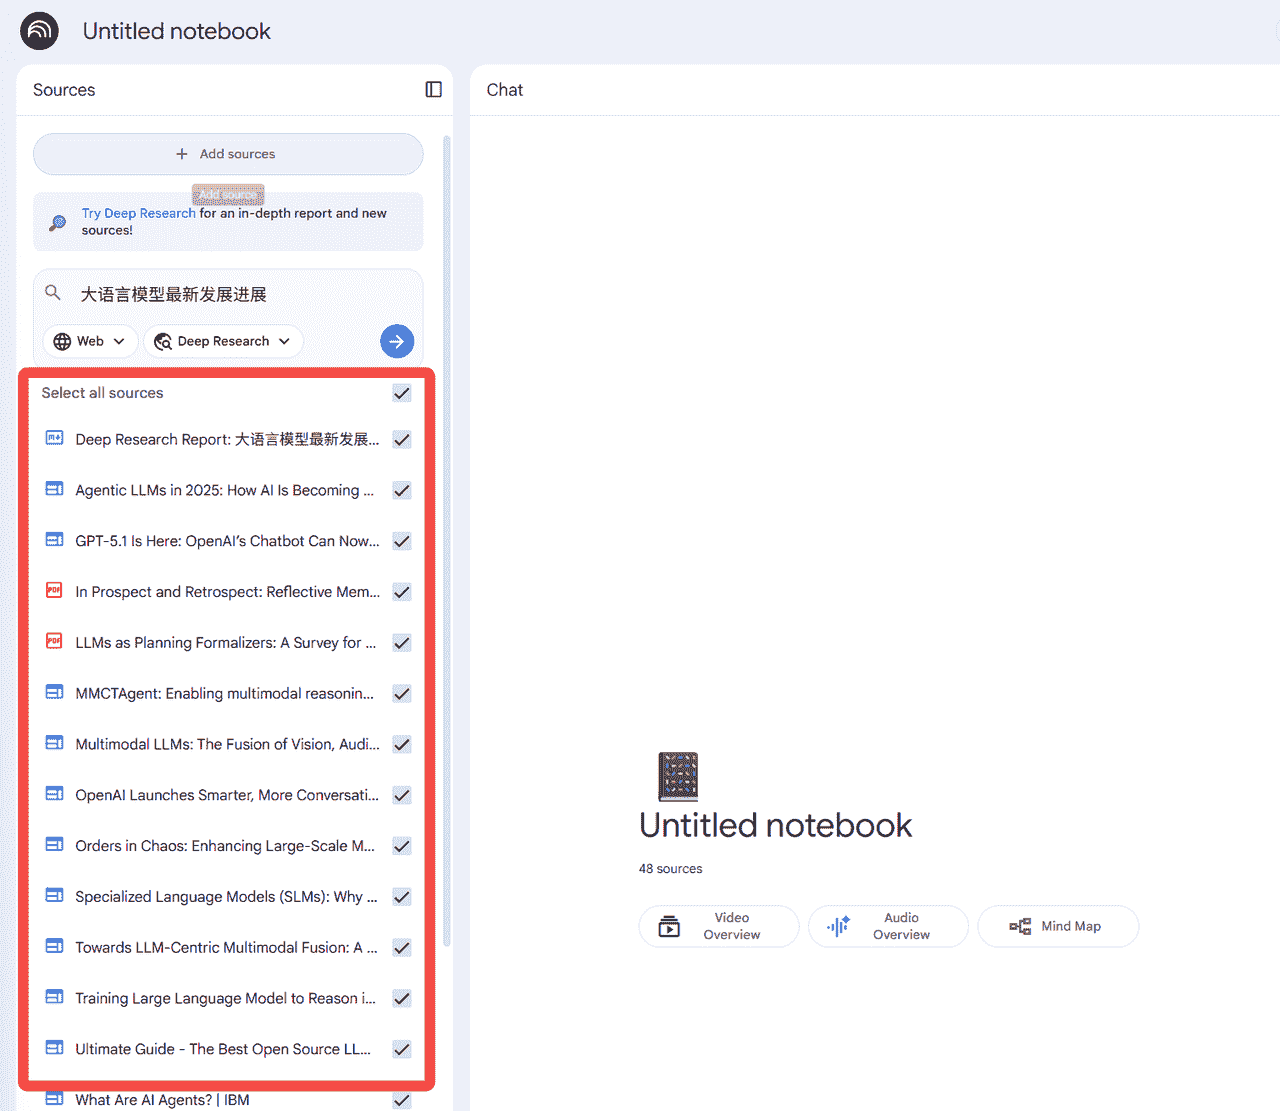 Untitled notebook
Sources
Chat
+ Add sources
Add source
Try Deep Research for an in-depth report and new
sources!
大语言模型最新发展进展
Web
Deep Research
Select all sources
Deep Research Report: 大语言模型最新发展...
Agentic LLMs in 2025: How AI Is Becoming ...
GPT-5.1 Is Here: OpenAI’s Chatbot Can Now...
PDF
In Prospect and Retrospect: Reflective Mem...
PDF
LLMs as Planning Formalizers: A Survey for ...
MMCTAgent: Enabling multimodal reasonin...
Multimodal LLMs: The Fusion of Vision, Audi...
OpenAI Launches Smarter, More Conversati...
Orders in Chaos: Enhancing Large-Scale M...
Specialized Language Models (SLMs): Why ...
Towards LLM-Centric Multimodal Fusion: A ...
Training Large Language Model to Reason i...
Ultimate Guide - The Best Open Source LL...
What Are AI Agents? | IBM
Untitled notebook
48 sources
Video
Overview
Audio
Overview
Mind Map